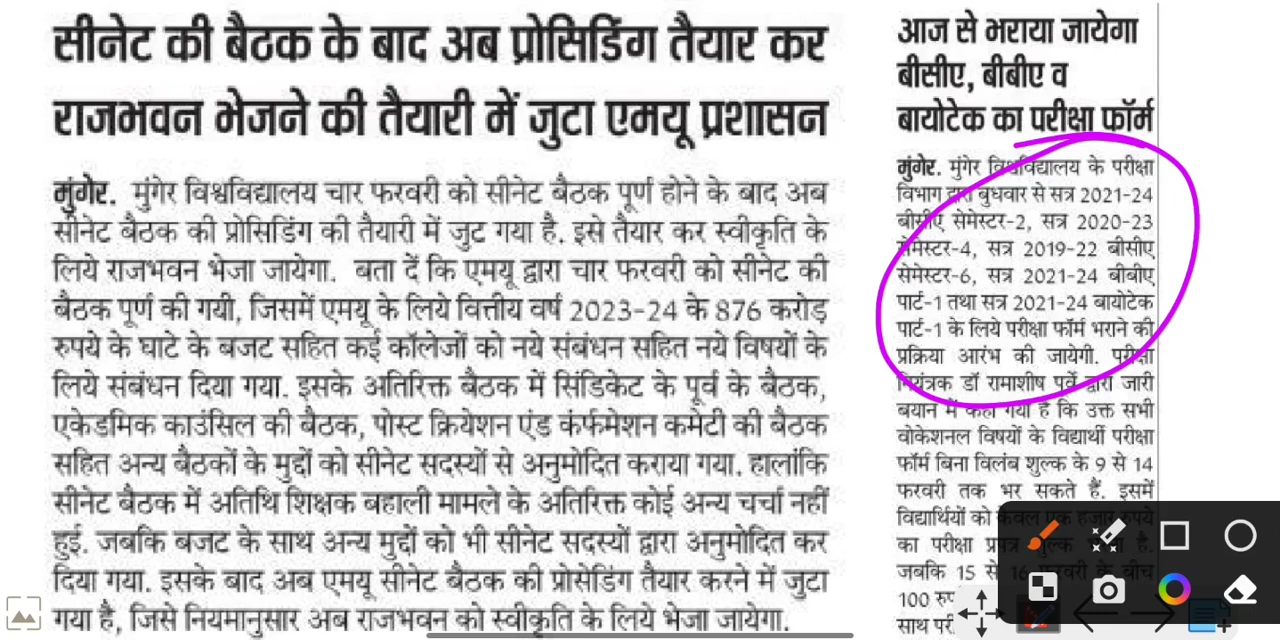 सीनेट की बैठक के बाद अब प्रोसिडिंग तैयार कर
राजभवन भेजने की तैयारी में जुटा एमयू प्रशासन
मुंगेर. मुंगेर विश्वविद्यालय चार फरवरी को सीनेट बैठक पूर्ण होने के बाद अब
सीनेट बैठक की प्रोसिडिंग की तैयारी में जुट गया है. इसे तैयार कर स्वीकृति के
लिये राजभवन भेजा जायेगा. बता दें कि एमयू द्वारा चार फरवरी को सीनेट की
बैठक पूर्ण की गयी, जिसमें एमयू के लिये वित्तीय वर्ष 2023-24 के 876 करोड़
रुपये के घाटे के बजट सहित कई कॉलेजों को नये संबंधन सहित नये विषयों के
लिये संबंधन दिया गया. इसके अतिरिक्त बैठक में सिंडिकेट के पूर्व के बैठक,
एकेडमिक काउंसिल की बैठक, पोस्ट क्रियेशन एंड कंर्फमेशन कमेटी की बैठक
सहित अन्य बैठकों के मुद्दों को सीनेट सदस्यों से अनुमोदित कराया गया. हालांकि
सीनेट बैठक में अतिथि शिक्षक बहाली मामले के अतिरिक्त कोई अन्य चर्चा नहीं
हुई. जबकि बजट के साथ अन्य मुद्दों को भी सीनेट सदस्यों द्वारा अनुमोदित कर
दिया गया. इसके बाद अब एमयू सीनेट बैठक की प्रोसेडिंग तैयार करने में जुटा
गया है, जिसे नियमानुसार अब राजभवन को स्वीकृति के लिये भेजा जायेगा.
आज से भराया जायेगा
बीसीए, बीबीए व
बायोटेक का परीक्षा फॉर्म
मुंगेर. मुंगेर विश्वविद्यालय के परीक्षा
विभाग द्वारा बुधवार से सत्र 2021-24
बीसीए सेमेस्टर-2, सत्र 2020-23
सेमेस्टर-4, सत्र 2019-22 बीसीए
सेमेस्टर-6, सत्र 2021-24 बीबीए
पार्ट-1 तथा सत्र 2021-24 बायोटेक
पार्ट-1 के लिये परीक्षा फॉर्म भराने की
प्रक्रिया आरंभ की जायेगी. परीक्षा
नियंत्रक डॉ रामाशीष पूर्वे द्वारा जारी
बयान में कहा गया है कि उक्त सभी
वोकेशनल विषयों के विद्यार्थी परीक्षा
फॉर्म बिना विलंब शुल्क के 9 से 14
फरवरी तक भर सकते हैं. इसमें
विद्यार्थियों को केवल एक हजार रुपये
का परीक्षा प्रपत्र शुल्क है.
जबकि 15 से 16 फरवरी के बीच
100
साथ